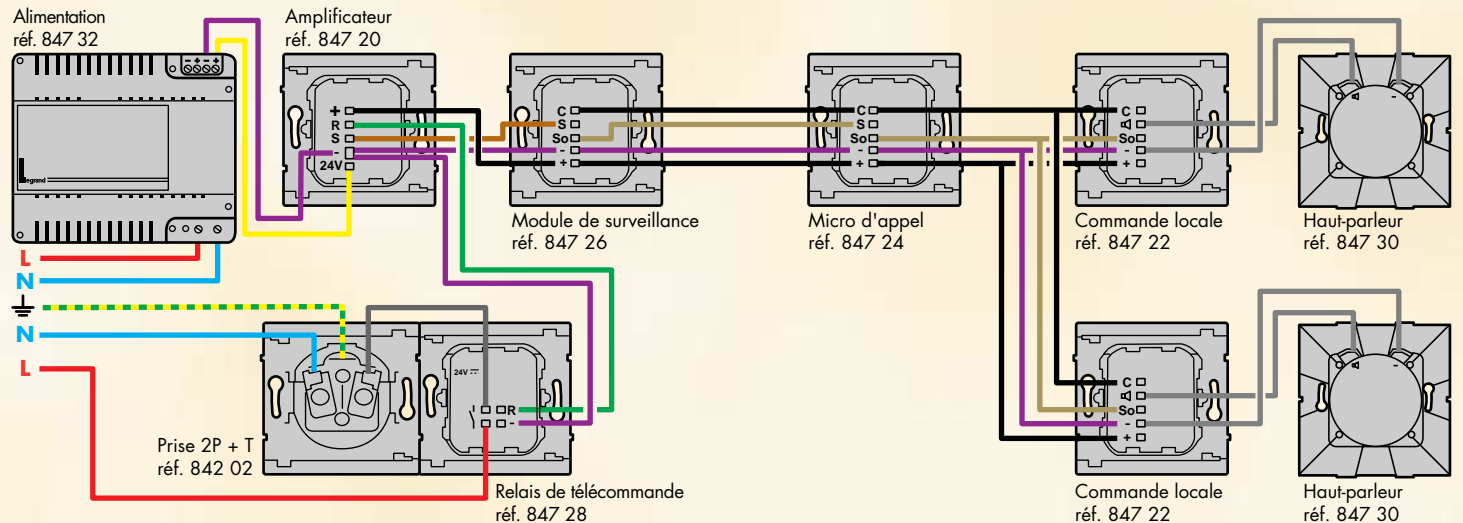 Alimentation
réf. 847 32
Amplificateur
réf. 847 20
- + - +
legrand
+
R
S
-
24V
C
S
So
-
+
Module de surveillance
réf. 847 26
C
S
So
-
+
Micro d'appel
réf. 847 24
C
So
-
+
Commande locale
réf. 847 22
-
Haut-parleur
réf. 847 30
L
N
N
L
Prise 2P + T
réf. 842 02
24V
R
-
Relais de télécommande
réf. 847 28
C
So
-
+
Commande locale
réf. 847 22
-
Haut-parleur
réf. 847 30